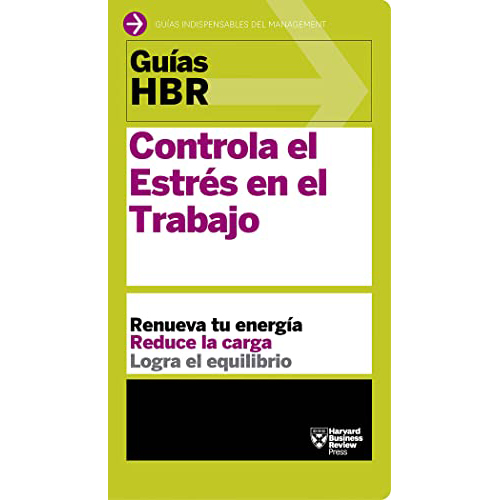 GUÍAS INDISPENSABLES DEL MANAGEMENT
Guías
HBR
Controla el
Estrés en el
Trabajo
Renueva tu energía
Reduce la carga
Logra el equilibrio
Harvard
Business
Review
Press